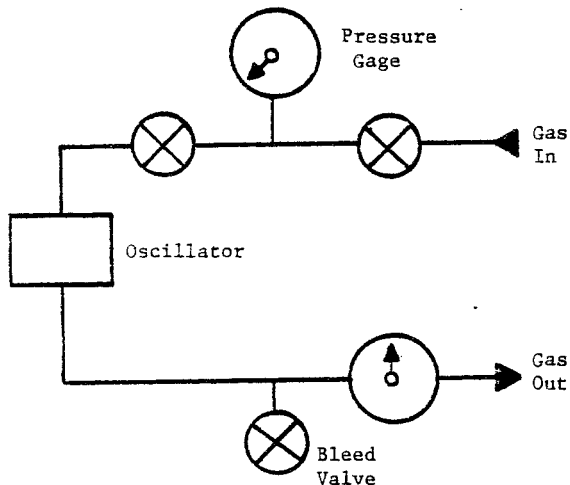 Pressure
Gage
Gas
In
Oscillator
Gas
Out
Bleed
Valve